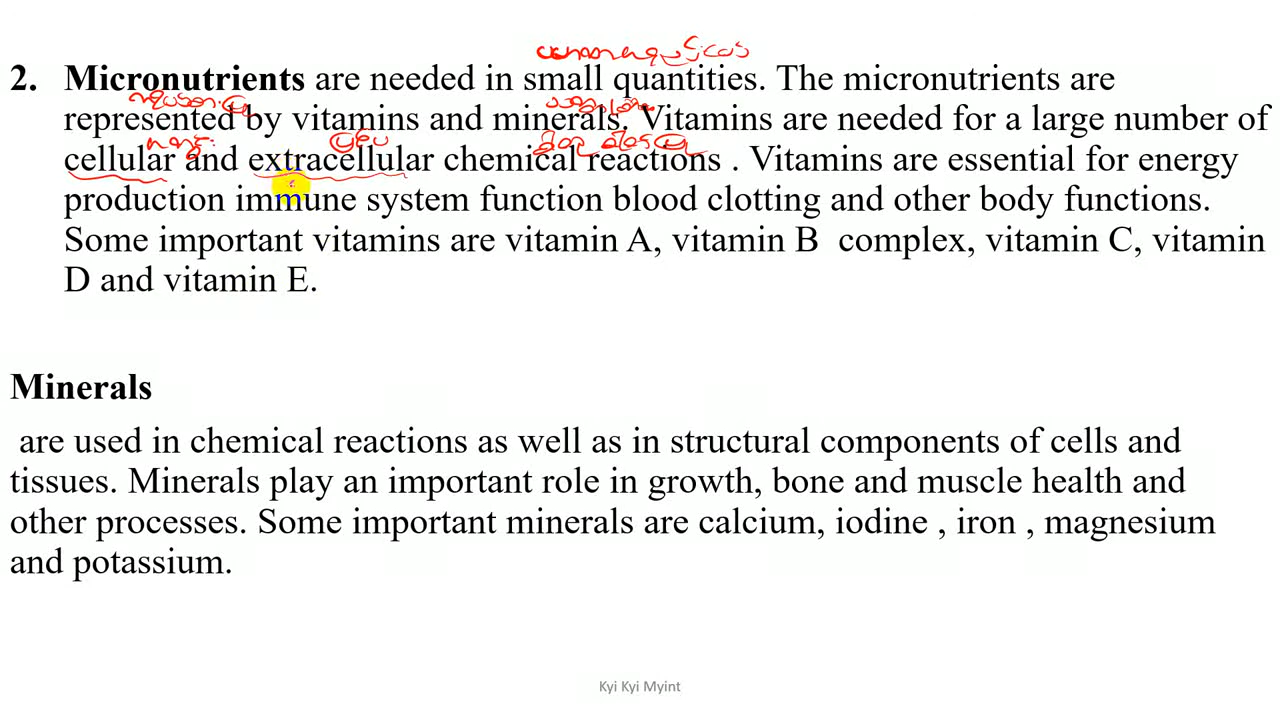 2. Micronutrients are needed in small quantities. The micronutrients are
represented by vitamins and minerals. Vitamins are needed for a large number of
cellular and extracellular chemical reactions . Vitamins are essential for energy
production immune system function blood clotting and other body functions.
Some important vitamins are vitamin A, vitamin B complex, vitamin C, vitamin
D and vitamin E.
Minerals
are used in chemical reactions as well as in structural components of cells and
tissues. Minerals play an important role in growth, bone and muscle health and
other processes. Some important minerals are calcium, iodine , iron , magnesium
and potassium.
Kyi Kyi Myint